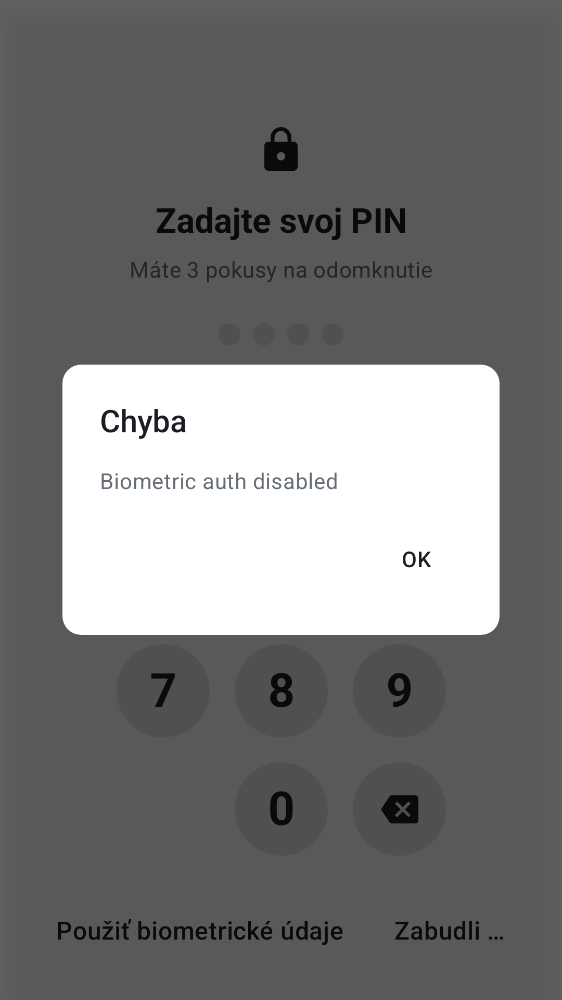 Zadajte svoj PIN
Máte 3 pokusy na odomknutie
Chyba
Biometric auth disabled
OK
7 8 9
0
Použiť biometrické údaje Zabudli ...